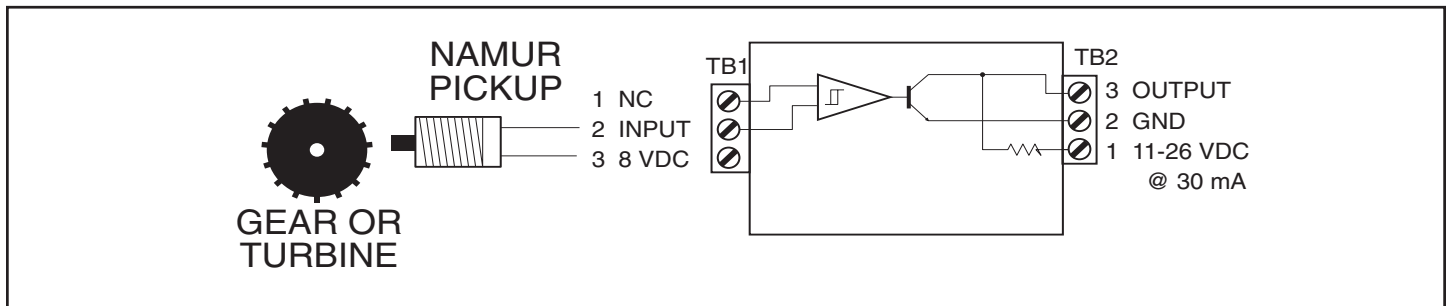 NAMUR
PICKUP
TB1
TB2
1 NC
2 INPUT
3 8 VDC
3 OUTPUT
2 GND
1 11-26 VDC
@ 30 mA
GEAR OR
TURBINE